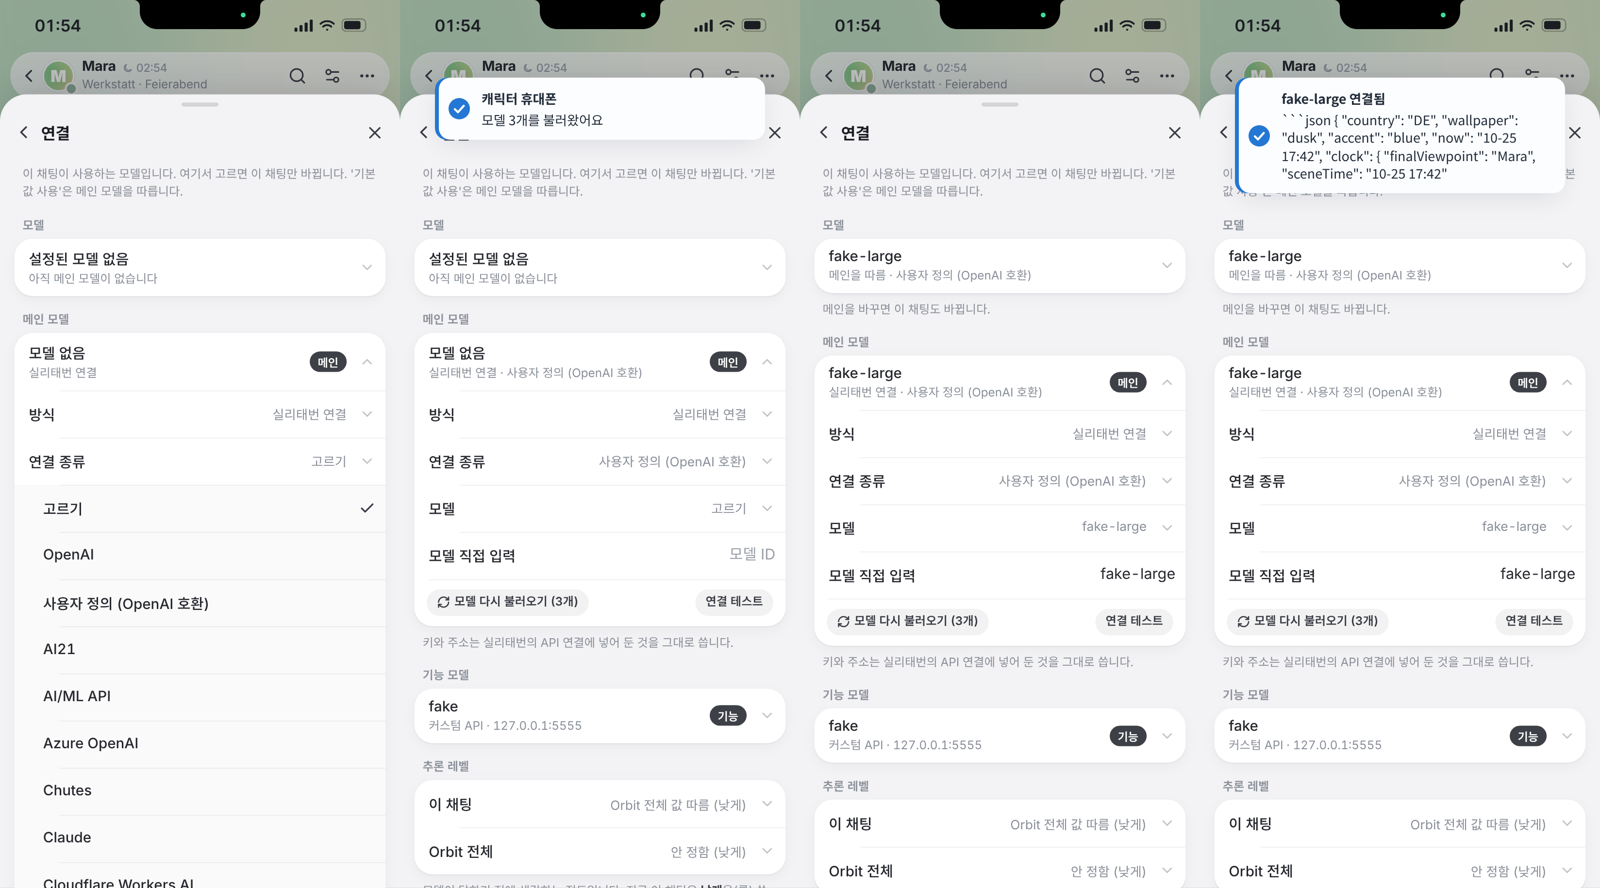 01:54
M
Mara 02:54
Werkstatt · Feierabend
연결
이 채팅이 사용하는 모델입니다. 여기서 고르면 이 채팅만 바뀝니다. '기본
값 사용'은 메인 모델을 따릅니다.
모델
설정된 모델 없음
아직 메인 모델이 없습니다
메인 모델
모델 없음
실리태번 연결
메인
방식 실리태번 연결
연결 종류 고르기
고르기
OpenAI
사용자 정의 (OpenAI 호환)
AI21
AI/ML API
Azure OpenAI
Chutes
Claude
Cloudflare Workers AI
01:54
Mara 02:54
캐릭터 휴대폰
모델 3개를 불러왔어요
이 채팅이 사용하는 모델입니다. 여기서 고르면 이 채팅만 바뀝니다. '기본
값 사용'은 메인 모델을 따릅니다.
모델
설정된 모델 없음
아직 메인 모델이 없습니다
메인 모델
모델 없음
실리태번 연결 · 사용자 정의 (OpenAI 호환)
메인
방식 실리태번 연결
연결 종류 사용자 정의 (OpenAI 호환)
모델 고르기
모델 직접 입력 모델 ID
모델 다시 불러오기 (3개) 연결 테스트
키와 주소는 실리태번의 API 연결에 넣어 둔 것을 그대로 씁니다.
기능 모델
fake
커스텀 API · 127.0.0.1:5555
기능
추론 레벨
이 채팅 Orbit 전체 값 따름 (낮게)
Orbit 전체 안 정함 (낮게)
01:54
M
Mara 02:54
Werkstatt · Feierabend
연결
이 채팅이 사용하는 모델입니다. 여기서 고르면 이 채팅만 바뀝니다. '기본
값 사용'은 메인 모델을 따릅니다.
모델
fake-large
메인을 따름 · 사용자 정의 (OpenAI 호환)
메인을 바꾸면 이 채팅도 바뀝니다.
메인 모델
fake-large
실리태번 연결 · 사용자 정의 (OpenAI 호환)
메인
방식 실리태번 연결
연결 종류 사용자 정의 (OpenAI 호환)
모델 fake-large
모델 직접 입력 fake-large
모델 다시 불러오기 (3개) 연결 테스트
키와 주소는 실리태번의 API 연결에 넣어 둔 것을 그대로 씁니다.
기능 모델
fake
커스텀 API · 127.0.0.1:5555
기능
추론 레벨
이 채팅 Orbit 전체 값 따름 (낮게)
Orbit 전체 안 정함 (낮게)
01:54
Mara 02:54
fake-large 연결됨
```json { "country": "DE", "wallpaper":
"dusk", "accent": "blue", "now": "10-25
17:42", "clock": { "finalViewpoint": "Mara",
"sceneTime": "10-25 17:42"
모델
fake-large
메인을 따름 · 사용자 정의 (OpenAI 호환)
메인을 바꾸면 이 채팅도 바뀝니다.
메인 모델
fake-large
실리태번 연결 · 사용자 정의 (OpenAI 호환)
메인
방식 실리태번 연결
연결 종류 사용자 정의 (OpenAI 호환)
모델 fake-large
모델 직접 입력 fake-large
모델 다시 불러오기 (3개) 연결 테스트
키와 주소는 실리태번의 API 연결에 넣어 둔 것을 그대로 씁니다.
기능 모델
fake
커스텀 API · 127.0.0.1:5555
기능
추론 레벨
이 채팅 Orbit 전체 값 따름 (낮게)
Orbit 전체 안 정함 (낮게)